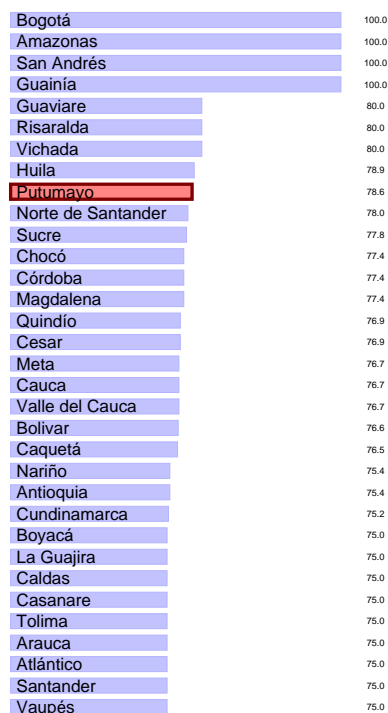 Bogotá 100.0
Amazonas 100.0
San Andrés 100.0
Guainía 100.0
Guaviare 80.0
Risaralda 80.0
Vichada 80.0
Huila 78.9
Putumayo 78.6
Norte de Santander 78.0
Sucre 77.8
Chocó 77.4
Córdoba 77.4
Magdalena 77.4
Quindío 76.9
Cesar 76.9
Meta 76.7
Cauca 76.7
Valle del Cauca 76.7
Bolivar 76.6
Caquetá 76.5
Nariño 75.4
Antioquia 75.4
Cundinamarca 75.2
Boyacá 75.0
La Guajira 75.0
Caldas 75.0
Casanare 75.0
Tolima 75.0
Arauca 75.0
Atlántico 75.0
Santander 75.0
Vaupés 75.0